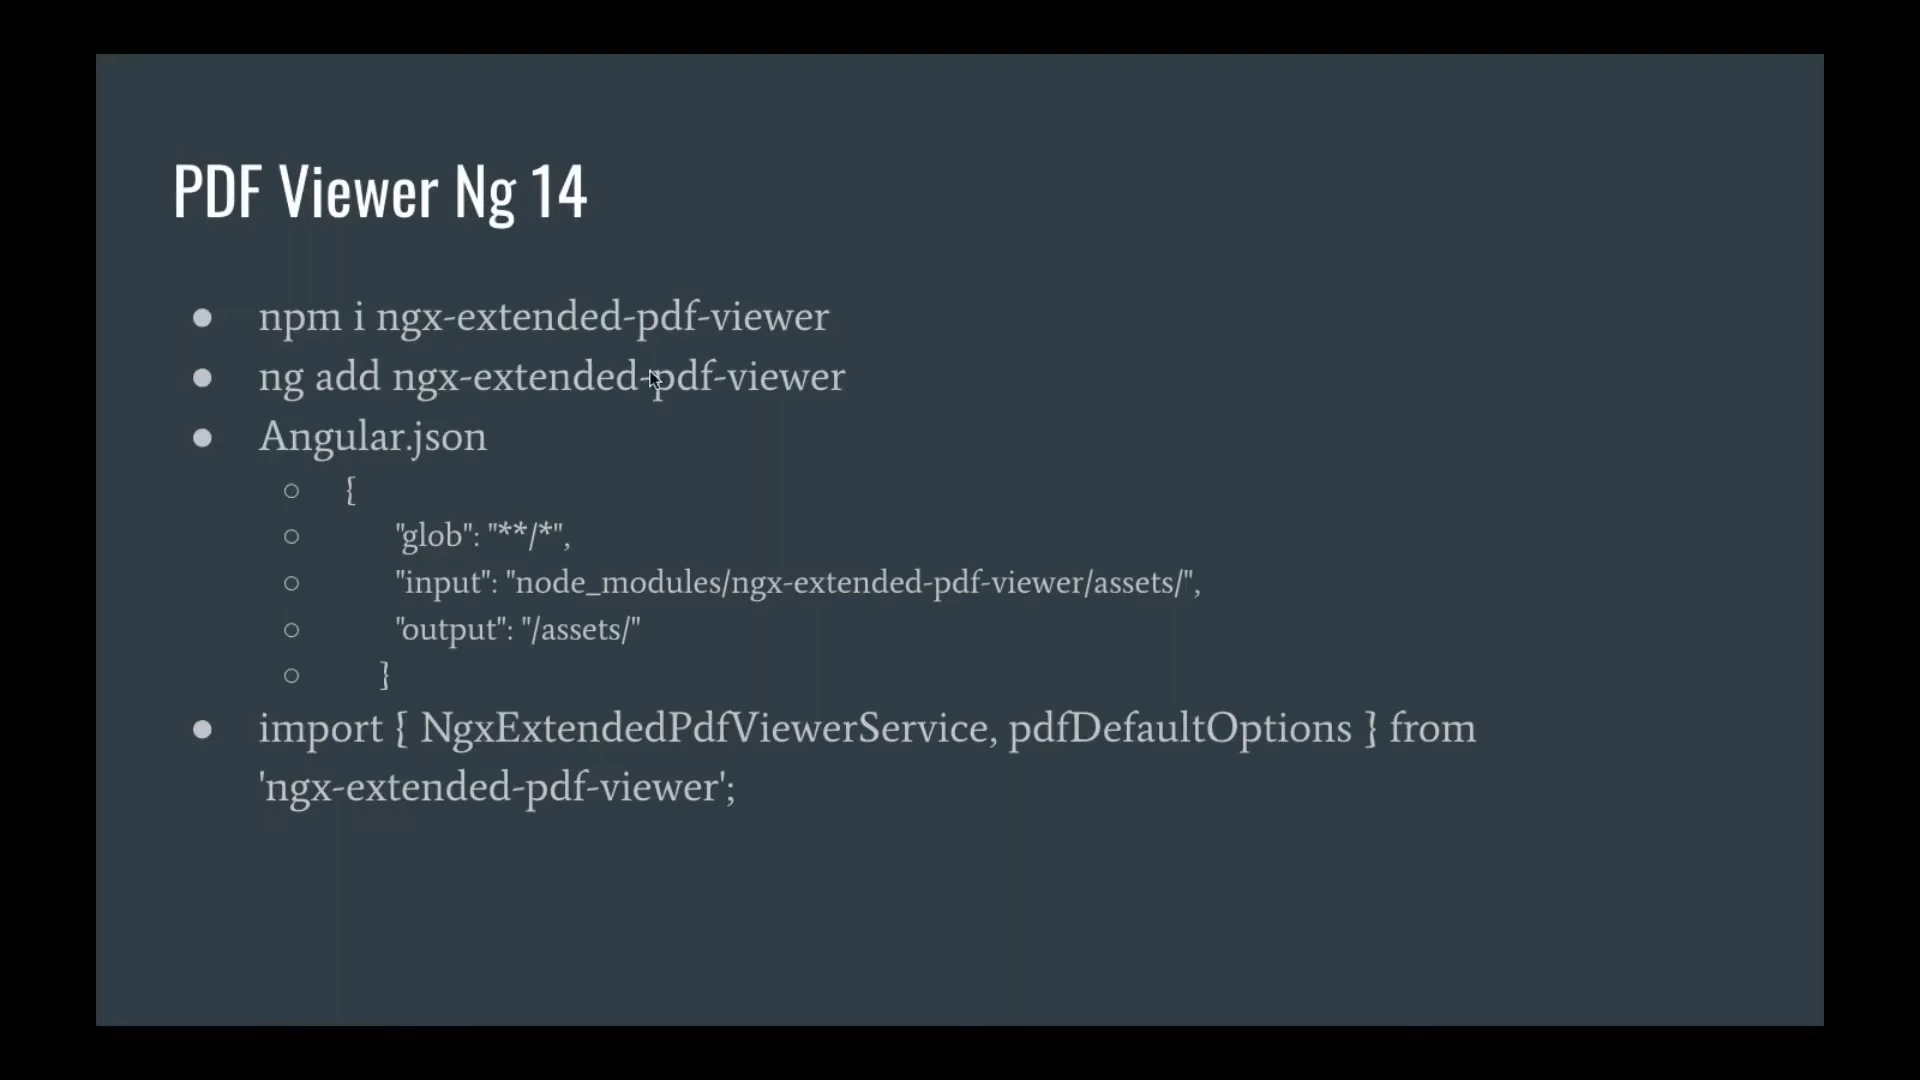 PDF Viewer Ng 14
● npm i ngx-extended-pdf-viewer
● ng add ngx-extended-pdf-viewer
● Angular.json
○ {
○ "glob": "**/*",
○ "input": "node_modules/ngx-extended-pdf-viewer/assets/",
○ "output": "/assets/"
○ }
● import { NgxExtendedPdfViewerService, pdfDefaultOptions } from
'ngx-extended-pdf-viewer';